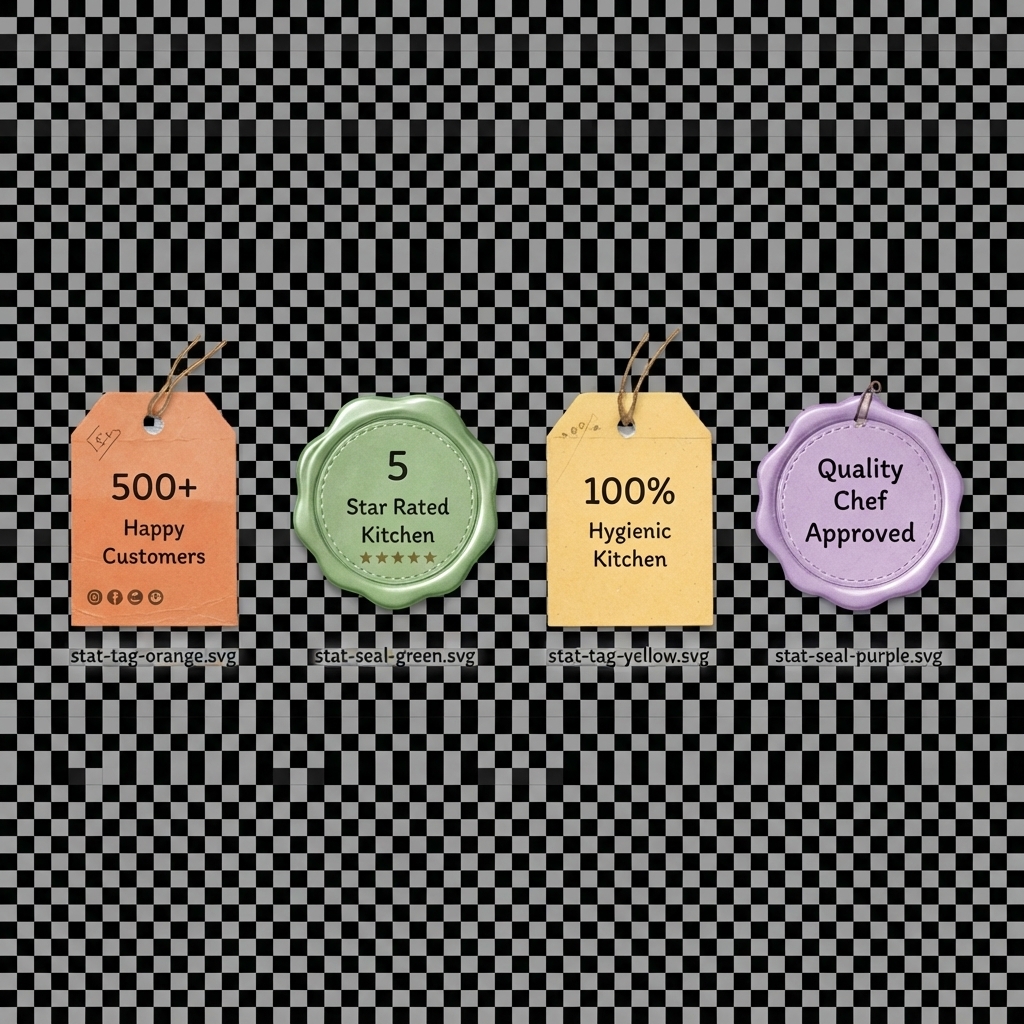 500+
Happy
Customers
5
Star Rated
Kitchen
100%
Hygienic
Kitchen
Quality
Chef
Approved
stat-tag-orange.svg
stat-seal-green.svg
stat-tag-yellow.svg
stat-seal-purple.svg